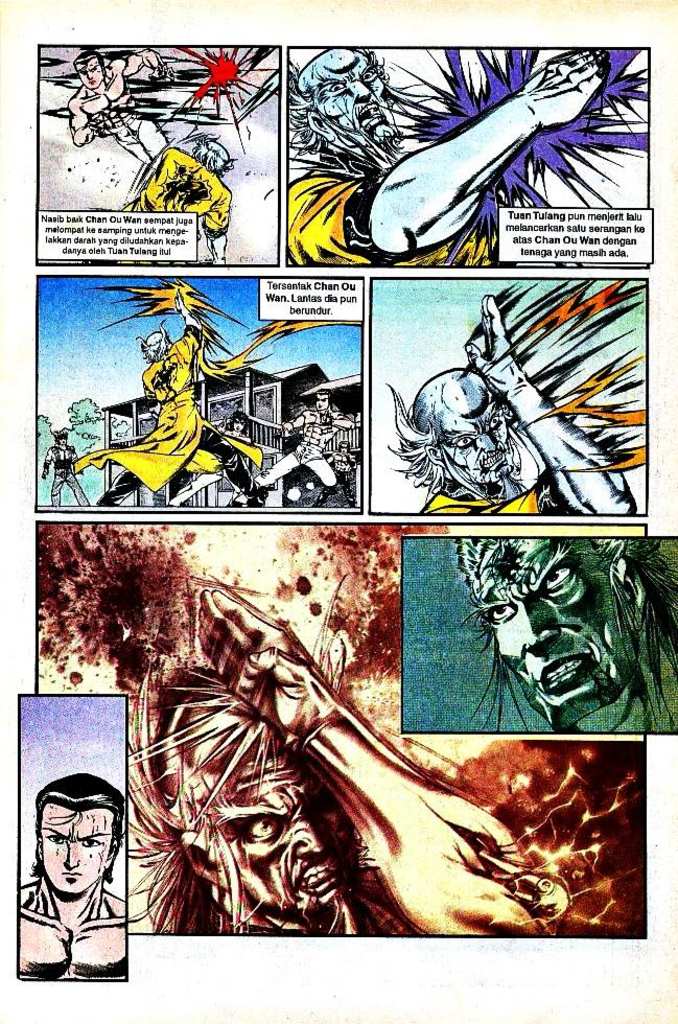 Nasib baik Chan Ou Wan sempat juga
melompat ke samping untuk menge-
lakkan darah yang diludahkan kepa-
danya oleh Tuan Tulang itu!
Tuan Tulang pun menjerit lalu
melancarkan satu serangan ke
atas Chan Ou Wan dengan
tenaga yang masih ada.
Tersentak Chan Ou
Wan. Lantas dia pun
berundur.